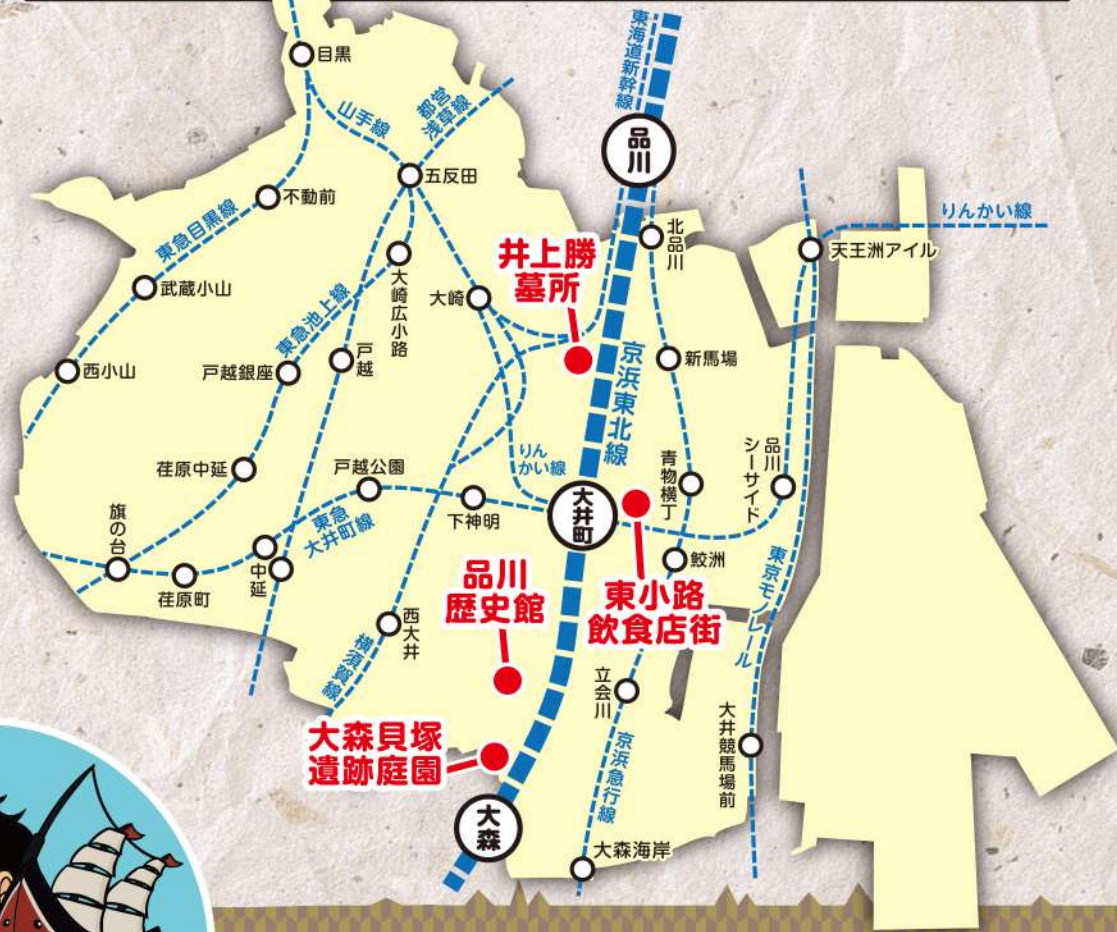 東海道新幹線
目黒
山手線
都営
浅草線
品川
五反田
不動前
東急目黒線
北品川
りんかい線
天王洲アイル
井上勝
墓所
大崎広小路
大崎
武蔵小山
東急池上線
戸越
京浜東北線
新馬場
西小山
戸越銀座
りん
かい線
青物横丁
品川
シーサイド
荏原中延
戸越公園
下神明
大井町
東急
大井町線
旗の台
荏原町
中延
鮫洲
東京モノレール
品川
歴史館
東小路
飲食店街
西大井
横須賀線
立会川
大井競馬場前
大森貝塚
遺跡庭園
京浜急行線
大森
大森海岸